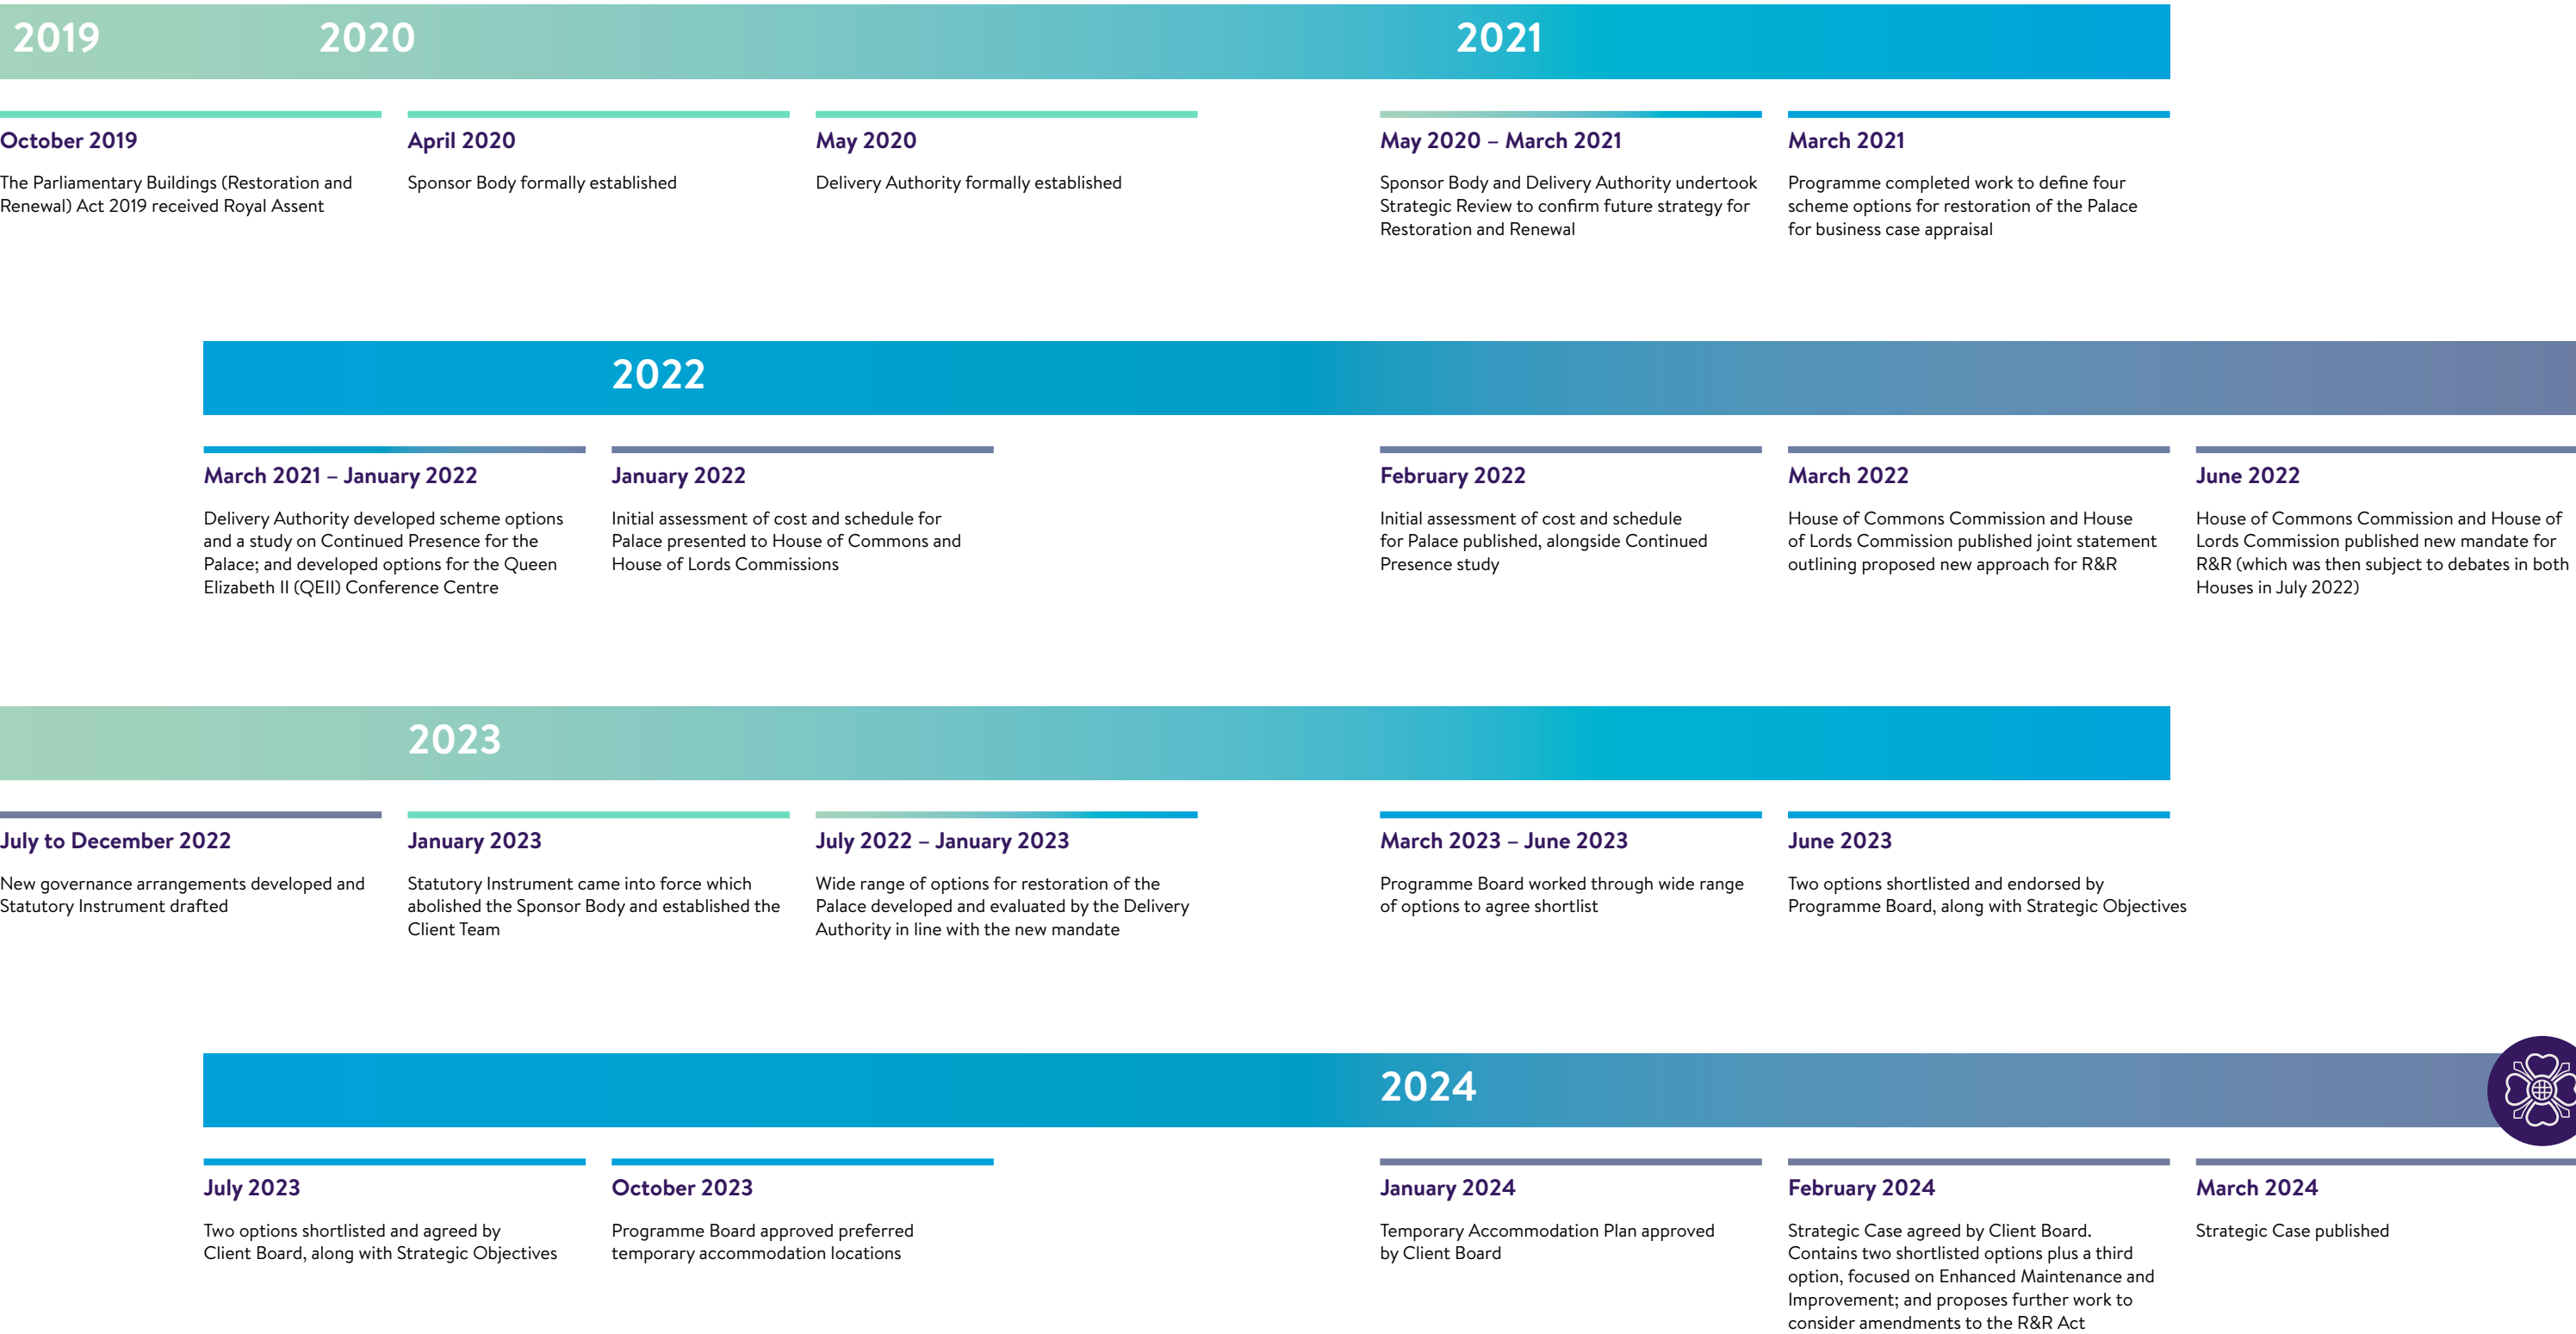 2019
2020
2021
October 2019
The Parliamentary Buildings (Restoration and
Renewal) Act 2019 received Royal Assent
April 2020
Sponsor Body formally established
May 2020
Delivery Authority formally established
May 2020 – March 2021
Sponsor Body and Delivery Authority undertook
Strategic Review to confirm future strategy for
Restoration and Renewal
March 2021
Programme completed work to define four
scheme options for restoration of the Palace
for business case appraisal
2022
March 2021 – January 2022
Delivery Authority developed scheme options
and a study on Continued Presence for the
Palace; and developed options for the Queen
Elizabeth II (QEII) Conference Centre
January 2022
Initial assessment of cost and schedule for
Palace presented to House of Commons and
House of Lords Commissions
February 2022
Initial assessment of cost and schedule
for Palace published, alongside Continued
Presence study
March 2022
House of Commons Commission and House
of Lords Commission published joint statement
outlining proposed new approach for R&R
June 2022
House of Commons Commission and House of
Lords Commission published new mandate for
R&R (which was then subject to debates in both
Houses in July 2022)
2023
July to December 2022
New governance arrangements developed and
Statutory Instrument drafted
January 2023
Statutory Instrument came into force which
abolished the Sponsor Body and established the
Client Team
July 2022 – January 2023
Wide range of options for restoration of the
Palace developed and evaluated by the Delivery
Authority in line with the new mandate
March 2023 – June 2023
Programme Board worked through wide range
of options to agree shortlist
June 2023
Two options shortlisted and endorsed by
Programme Board, along with Strategic Objectives
2024
July 2023
Two options shortlisted and agreed by
Client Board, along with Strategic Objectives
October 2023
Programme Board approved preferred
temporary accommodation locations
January 2024
Temporary Accommodation Plan approved
by Client Board
February 2024
Strategic Case agreed by Client Board.
Contains two shortlisted options plus a third
option, focused on Enhanced Maintenance and
Improvement; and proposes further work to
consider amendments to the R&R Act
March 2024
Strategic Case published